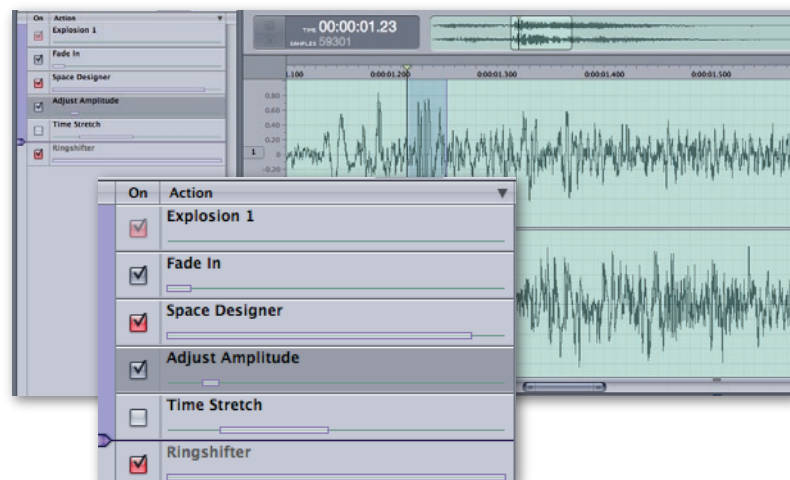 On Action
Explosion 1
Fade In
Space Designer
Adjust Amplitude
Time Stretch
Ringshifter
TIME 00:00:01.23
SAMPLES 59301
1.100 0:00:01.200 0:00:01.300 0:00:01.400 0:00:01.500
0.80
0.60
0.40
0.20
0
-0.20
1
On Action
Explosion 1
Fade In
Space Designer
Adjust Amplitude
Time Stretch
Ringshifter